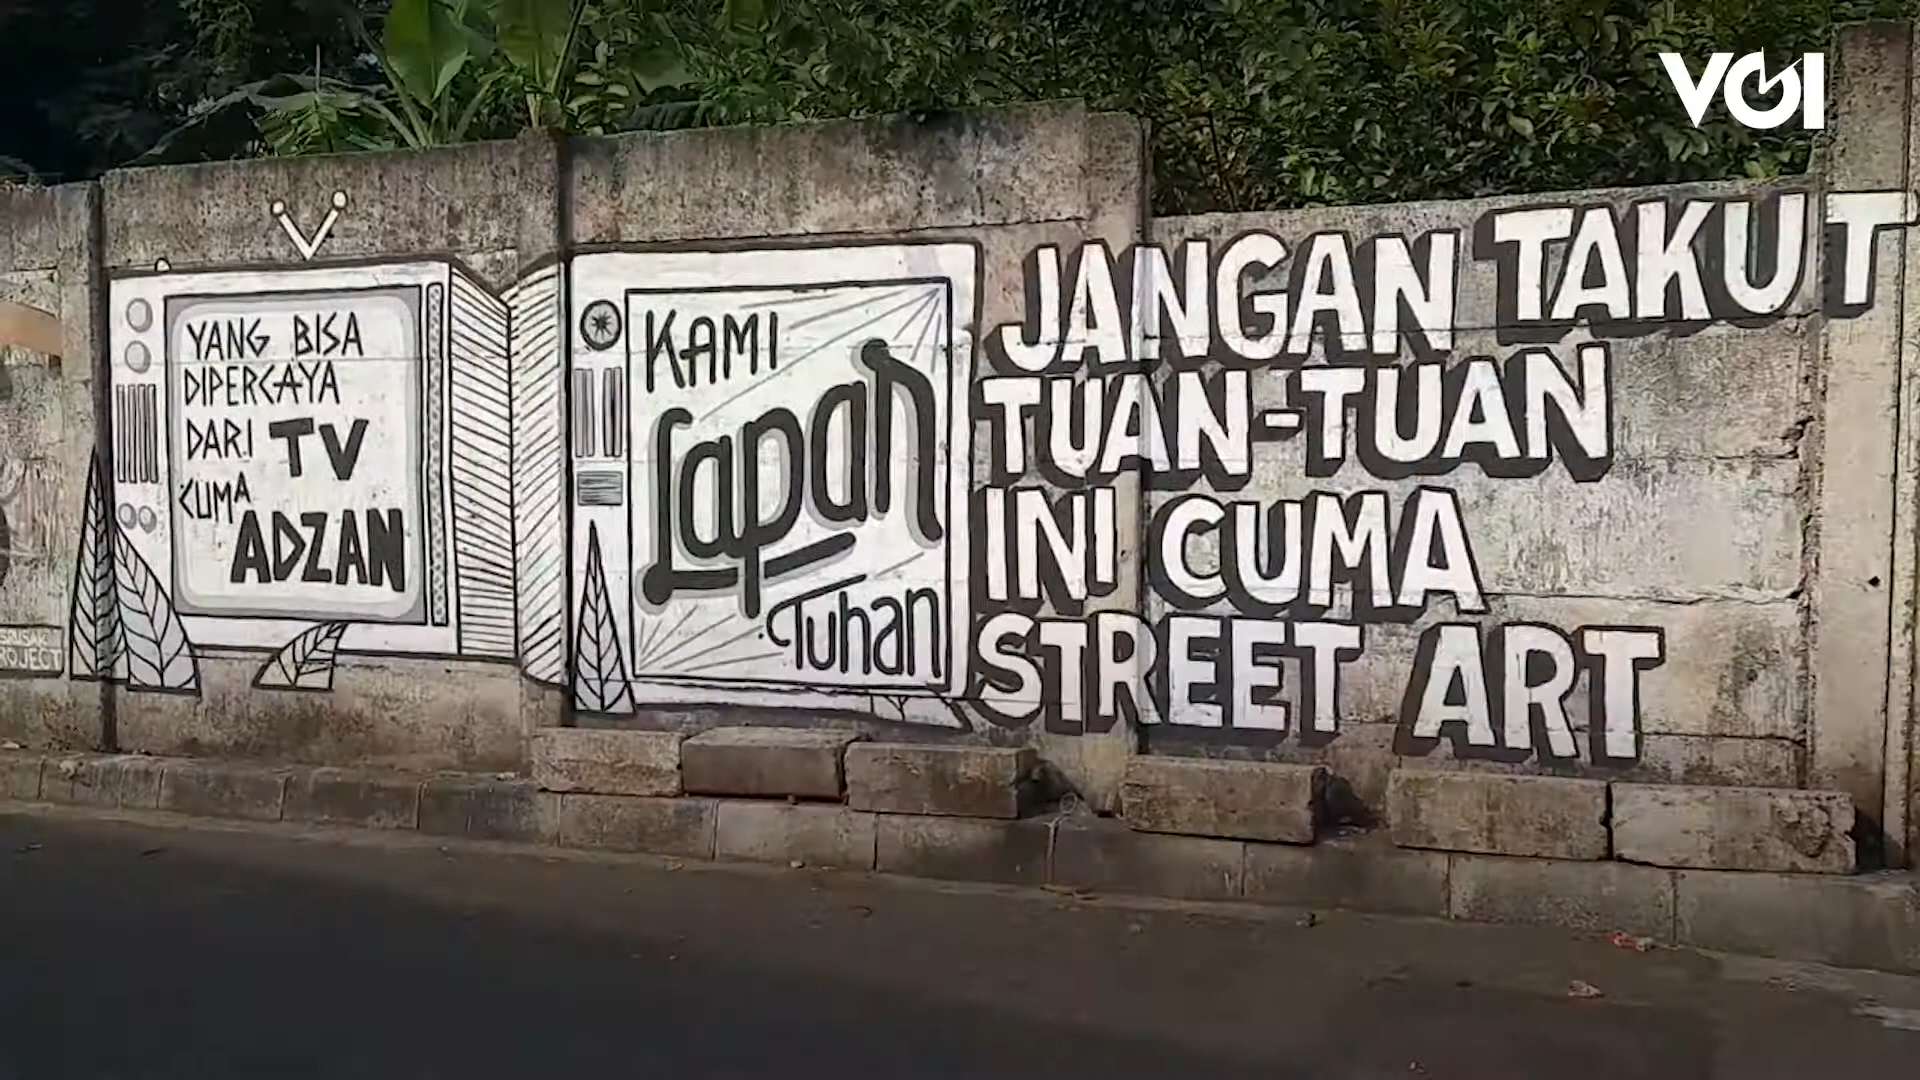 VOI
YANG BISA
DIPERCAYA
DARI TV
CUMA
ADZAN
KAMI
Lapar
Tuhan
JANGAN TAKUT
TUAN-TUAN
INI CUMA
STREET ART
PROJECT